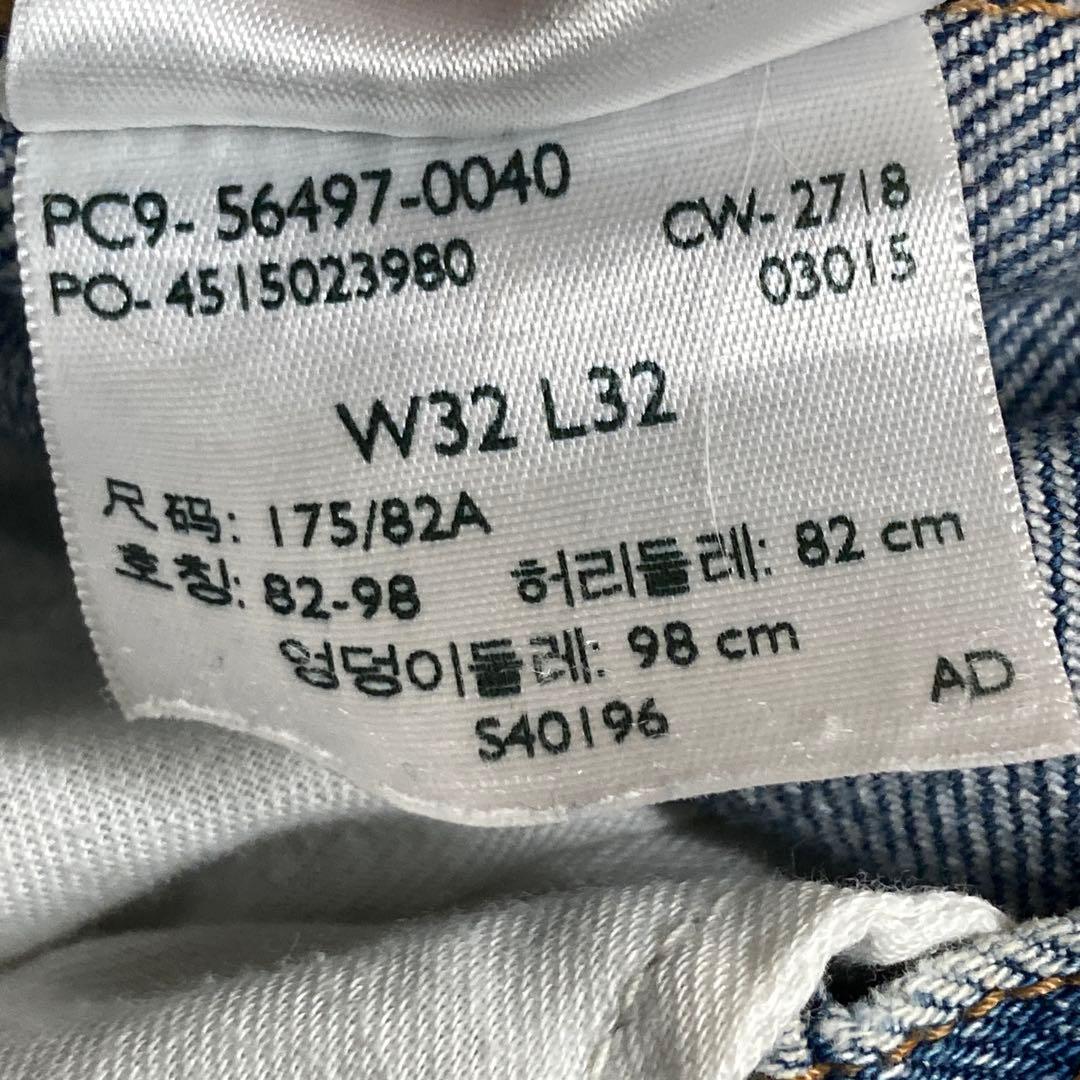 PC9- 56497-0040
PO- 4515023980
CW- 2718
03015
W32 L32
尺码: 175/82A
호칭: 82-98 허리둘레: 82 cm
엉덩이둘레: 98 cm
S40196
AD